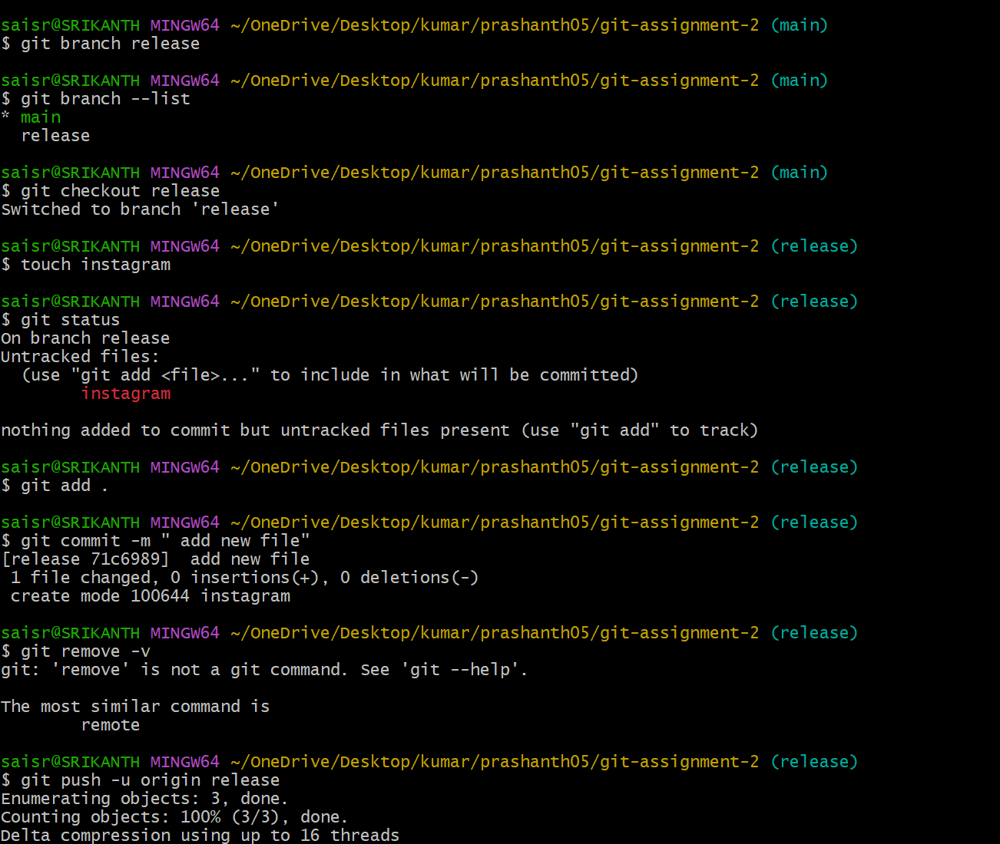 saisr@SRIKANTH MINGW64 ~/OneDrive/Desktop/kumar/prashanth05/git-assignment-2 (main)
$ git branch release

saisr@SRIKANTH MINGW64 ~/OneDrive/Desktop/kumar/prashanth05/git-assignment-2 (main)
$ git branch --list
* main
  release

saisr@SRIKANTH MINGW64 ~/OneDrive/Desktop/kumar/prashanth05/git-assignment-2 (main)
$ git checkout release
Switched to branch 'release'

saisr@SRIKANTH MINGW64 ~/OneDrive/Desktop/kumar/prashanth05/git-assignment-2 (release)
$ touch instagram

saisr@SRIKANTH MINGW64 ~/OneDrive/Desktop/kumar/prashanth05/git-assignment-2 (release)
$ git status
On branch release
Untracked files:
  (use "git add <file>..." to include in what will be committed)
        instagram

nothing added to commit but untracked files present (use "git add" to track)

saisr@SRIKANTH MINGW64 ~/OneDrive/Desktop/kumar/prashanth05/git-assignment-2 (release)
$ git add .

saisr@SRIKANTH MINGW64 ~/OneDrive/Desktop/kumar/prashanth05/git-assignment-2 (release)
$ git commit -m " add new file"
[release 71c6989]  add new file
 1 file changed, 0 insertions(+), 0 deletions(-)
 create mode 100644 instagram

saisr@SRIKANTH MINGW64 ~/OneDrive/Desktop/kumar/prashanth05/git-assignment-2 (release)
$ git remove -v
git: 'remove' is not a git command. See 'git --help'.

The most similar command is
        remote

saisr@SRIKANTH MINGW64 ~/OneDrive/Desktop/kumar/prashanth05/git-assignment-2 (release)
$ git push -u origin release
Enumerating objects: 3, done.
Counting objects: 100% (3/3), done.
Delta compression using up to 16 threads